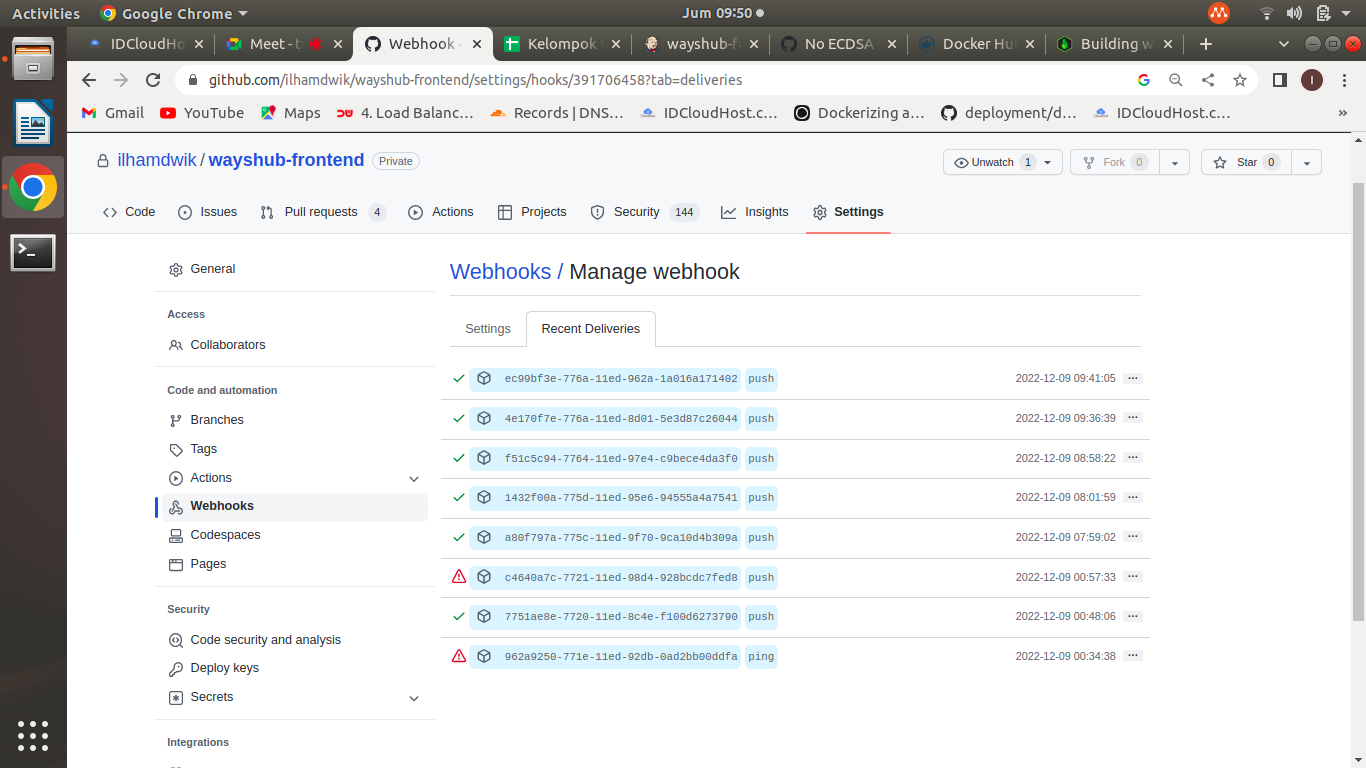 Activities Google Chrome Jum 09:50
IDCloudHo Meet - t Webhook · Kelompok wayshub-f No ECDSA Docker Hu Building w
github.com/ilhamdwik/wayshub-frontend/settings/hooks/391706458?tab=deliveries I
Gmail YouTube Maps 4. Load Balanc… Records | DNS… IDCloudHost.c… Dockerizing a… deployment/d… IDCloudHost.c… »
ilhamdwik / wayshub-frontend Private Unwatch 1 Fork 0 Star 0
Code Issues Pull requests 4 Actions Projects Security 144 Insights Settings
General
Access
Collaborators
Code and automation
Branches
Tags
Actions
Webhooks
Codespaces
Pages
Security
Code security and analysis
Deploy keys
Secrets
Integrations
Webhooks / Manage webhook
Settings Recent Deliveries
ec99bf3e-776a-11ed-962a-1a016a171402 push 2022-12-09 09:41:05 ···
4e170f7e-776a-11ed-8d01-5e3d87c26044 push 2022-12-09 09:36:39 ···
f51c5c94-7764-11ed-97e4-c9bece4da3f0 push 2022-12-09 08:58:22 ···
1432f00a-775d-11ed-95e6-94555a4a7541 push 2022-12-09 08:01:59 ···
a80f797a-775c-11ed-9f70-9ca10d4b309a push 2022-12-09 07:59:02 ···
c4640a7c-7721-11ed-98d4-928bcdc7fed8 push 2022-12-09 00:57:33 ···
7751ae8e-7720-11ed-8c4e-f100d6273790 push 2022-12-09 00:48:06 ···
962a9250-771e-11ed-92db-0ad2bb00ddfa ping 2022-12-09 00:34:38 ···